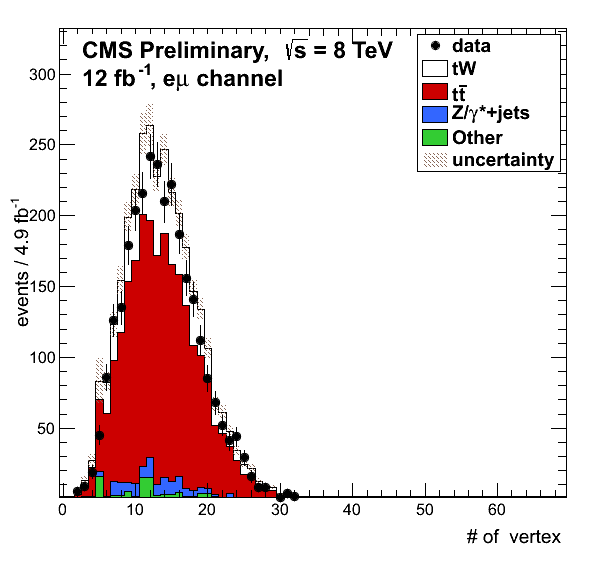 CMS Preliminary, √s = 8 TeV
12 fb⁻¹, eμ channel
data
tW
tt̄
Z/γ*+jets
Other
uncertainty
events / 4.9 fb⁻¹
300
250
200
150
100
50
0 10 20 30 40 50 60
# of vertex